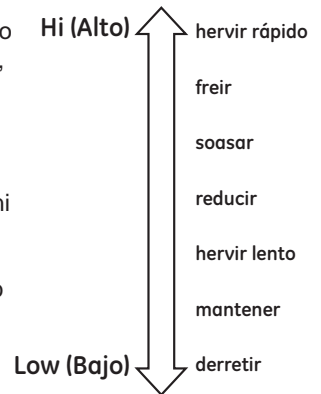 Hi (Alto)
hervir rápido
freir
soasar
reducir
hervir lento
mantener
Low (Bajo)
derretir